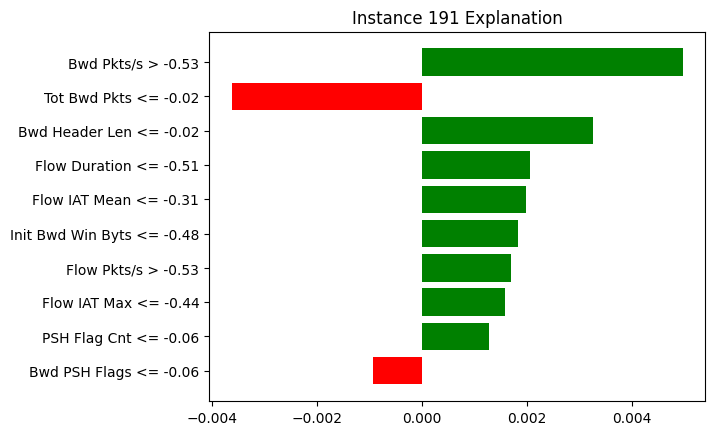 Instance 191 Explanation
Bwd Pkts/s > -0.53
Tot Bwd Pkts <= -0.02
Bwd Header Len <= -0.02
Flow Duration <= -0.51
Flow IAT Mean <= -0.31
Init Bwd Win Byts <= -0.48
Flow Pkts/s > -0.53
Flow IAT Max <= -0.44
PSH Flag Cnt <= -0.06
Bwd PSH Flags <= -0.06
-0.004 -0.002 0.000 0.002 0.004